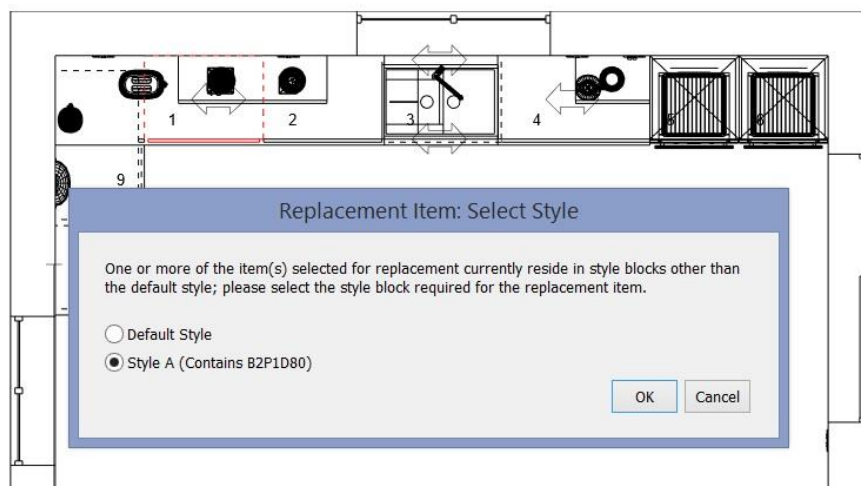 1
2
3
4
5
6
9
Replacement Item: Select Style
One or more of the item(s) selected for replacement currently reside in style blocks other than
the default style; please select the style block required for the replacement item.
Default Style
Style A (Contains B2P1D80)
OK Cancel